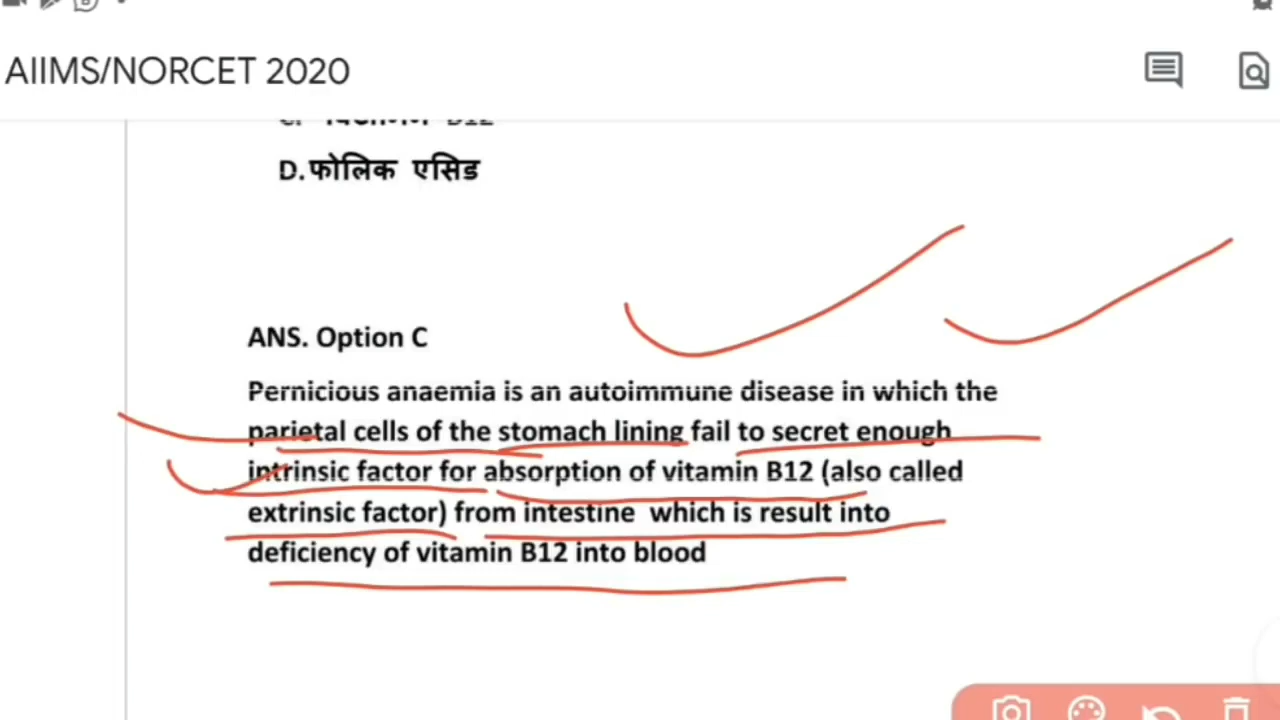 AIIMS/NORCET 2020
B12
D. फोलिक एसिड
ANS. Option C
Pernicious anaemia is an autoimmune disease in which the
parietal cells of the stomach lining fail to secret enough
intrinsic factor for absorption of vitamin B12 (also called
extrinsic factor) from intestine which is result into
deficiency of vitamin B12 into blood